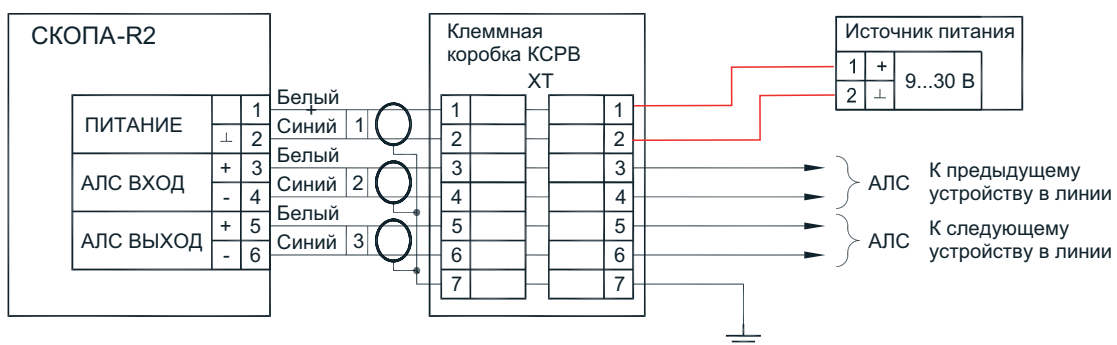 СКОПА-R2
ПИТАНИЕ
1
⊥ 2
АЛС ВХОД
+ 3
- 4
АЛС ВЫХОД
+ 5
- 6
Белый
+
Синий 1
Белый
Синий 2
Белый
Синий 3
Клеммная
коробка КСРВ
XT
1 1
2 2
3 3
4 4
5 5
6 6
7 7
Источник питания
1 +
2 ⊥
9...30 В
АЛС
К предыдущему
устройству в линии
АЛС
К следующему
устройству в линии